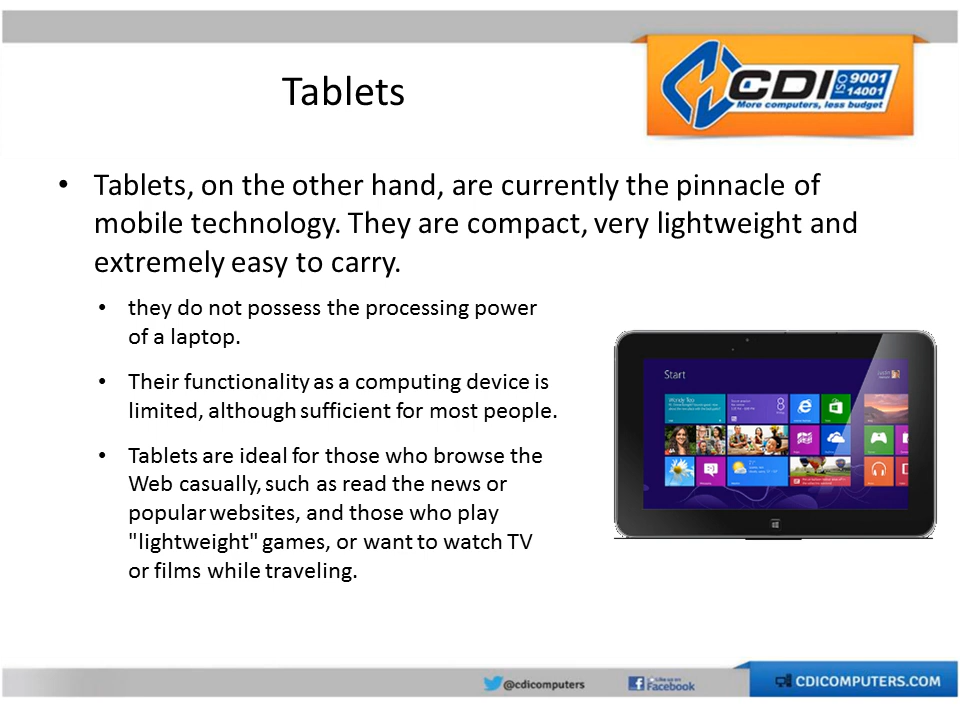 Tablets
CDI ISO 9001 14001
More computers, less budget
• Tablets, on the other hand, are currently the pinnacle of
mobile technology. They are compact, very lightweight and
extremely easy to carry.
• they do not possess the processing power
of a laptop.
• Their functionality as a computing device is
limited, although sufficient for most people.
• Tablets are ideal for those who browse the
Web casually, such as read the news or
popular websites, and those who play
"lightweight" games, or want to watch TV
or films while traveling.
Start
8
@cdicomputers
Like us on
Facebook
CDICOMPUTERS.COM